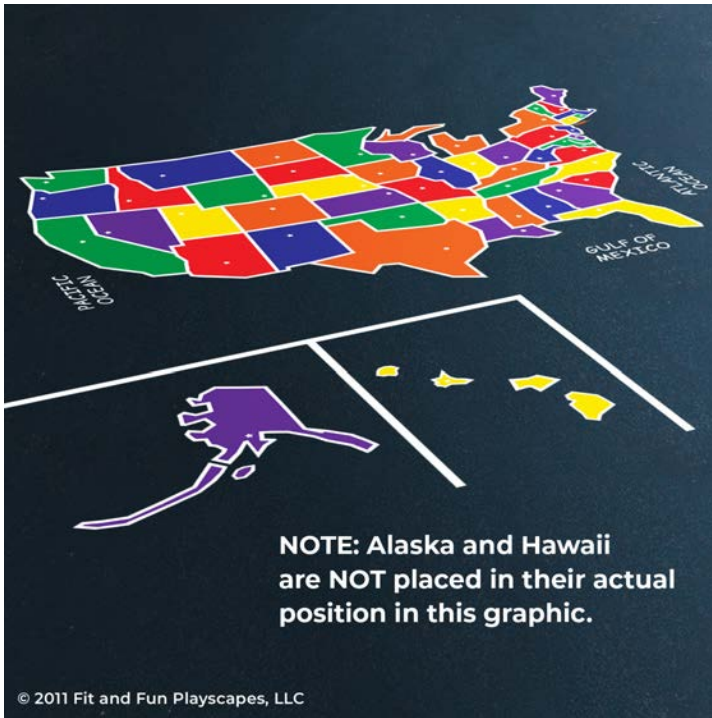 ATLANTIC
OCEAN
GULF OF
MEXICO
PACIFIC
OCEAN
NOTE: Alaska and Hawaii
are NOT placed in their actual
position in this graphic.
© 2011 Fit and Fun Playscapes, LLC